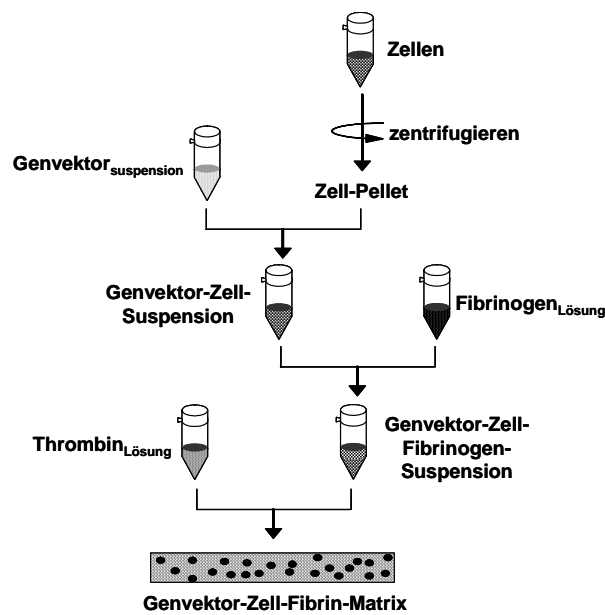 Zellen
zentrifugieren
Genvektorsuspension
Zell-Pellet
Genvektor-Zell-
Suspension
FibrinogenLösung
ThrombinLösung
Genvektor-Zell-
Fibrinogen-
Suspension
Genvektor-Zell-Fibrin-Matrix